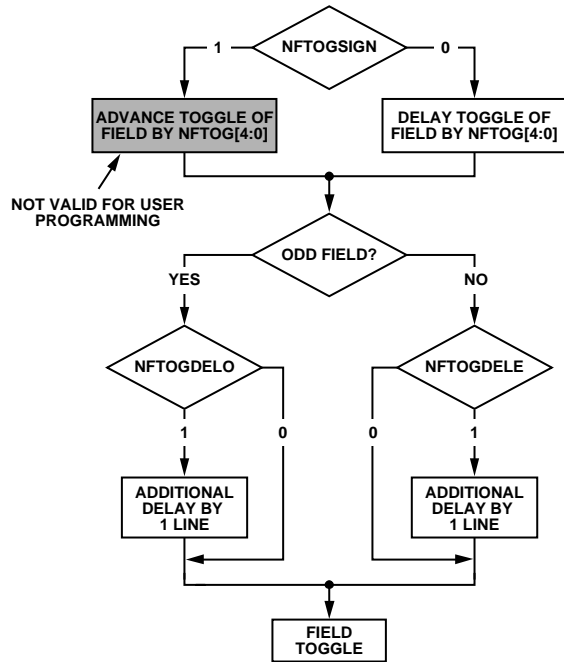 NFTOGSIGN
1
0
ADVANCE TOGGLE OF
FIELD BY NFTOG[4:0]
DELAY TOGGLE OF
FIELD BY NFTOG[4:0]
NOT VALID FOR USER
PROGRAMMING
ODD FIELD?
YES
NO
NFTOGDELO
NFTOGDELE
1
0
0
1
ADDITIONAL
DELAY BY
1 LINE
ADDITIONAL
DELAY BY
1 LINE
FIELD
TOGGLE